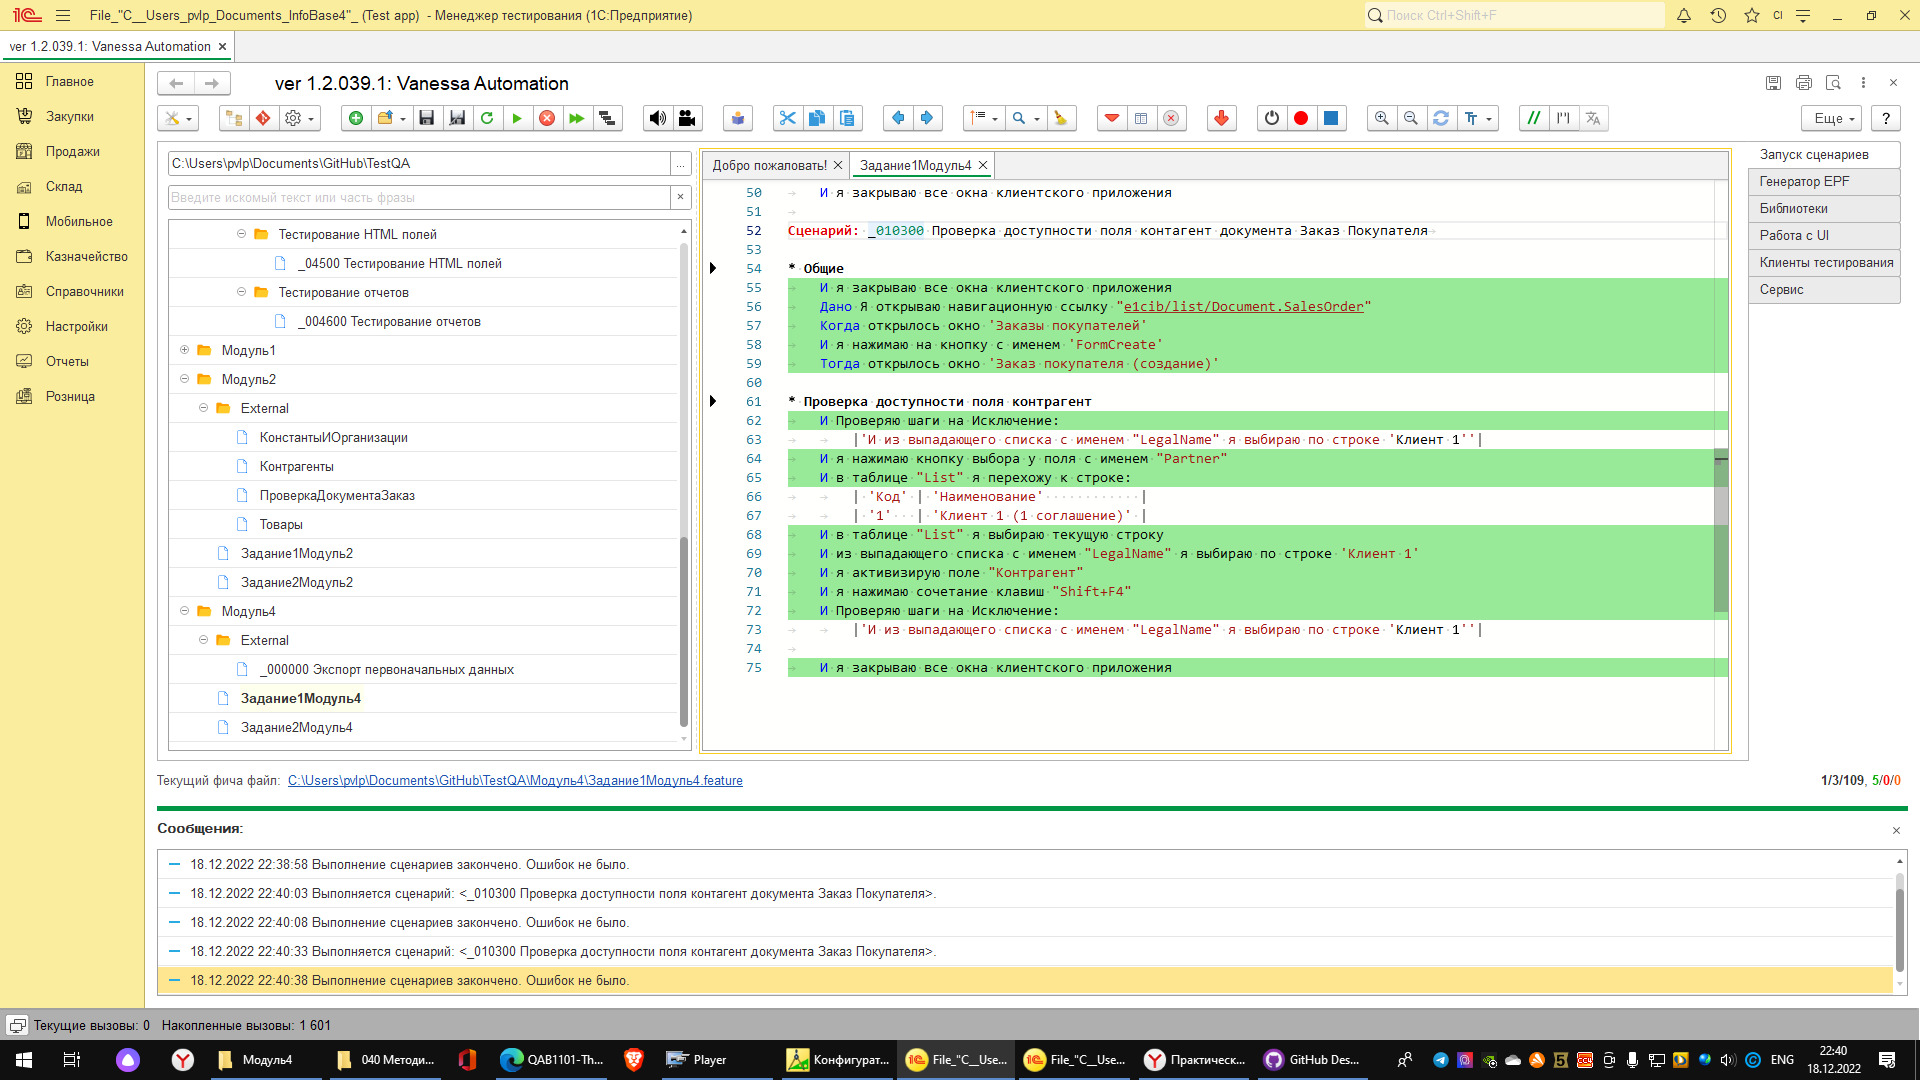 File_"C__Users_pvlp_Documents_InfoBase4"_ (Test app) - Менеджер тестирования (1С:Предприятие)
Поиск Ctrl+Shift+F
CI
ver 1.2.039.1: Vanessa Automation
Главное
Закупки
Продажи
Склад
Мобильное
Казначейство
Справочники
Настройки
Отчеты
Розница
ver 1.2.039.1: Vanessa Automation
Еще
?
C:\Users\pvlp\Documents\GitHub\TestQA
...
Введите искомый текст или часть фразы
Тестирование HTML полей
_04500 Тестирование HTML полей
Тестирование отчетов
_004600 Тестирование отчетов
Модуль1
Модуль2
External
КонстантыИОрганизации
Контрагенты
ПроверкаДокументаЗаказ
Товары
Задание1Модуль2
Задание2Модуль2
Модуль4
External
_000000 Экспорт первоначальных данных
Задание1Модуль4
Задание2Модуль4
Добро пожаловать!
Задание1Модуль4
50 И я закрываю все окна клиентского приложения
51
52 Сценарий: _010300 Проверка доступности поля контагент документа Заказ Покупателя
53
54 * Общие
55 И я закрываю все окна клиентского приложения
56 Дано Я открываю навигационную ссылку "e1cib/list/Document.SalesOrder"
57 Когда открылось окно 'Заказы покупателей'
58 И я нажимаю на кнопку с именем 'FormCreate'
59 Тогда открылось окно 'Заказ покупателя (создание)'
60
61 * Проверка доступности поля контрагент
62 И Проверяю шаги на Исключение:
63 |'И из выпадающего списка с именем "LegalName" я выбираю по строке 'Клиент 1''|
64 И я нажимаю кнопку выбора у поля с именем "Partner"
65 И в таблице "List" я перехожу к строке:
66 | 'Код' | 'Наименование' |
67 | '1' | 'Клиент 1 (1 соглашение)' |
68 И в таблице "List" я выбираю текущую строку
69 И из выпадающего списка с именем "LegalName" я выбираю по строке 'Клиент 1'
70 И я активизирую поле "Контрагент"
71 И я нажимаю сочетание клавиш "Shift+F4"
72 И Проверяю шаги на Исключение:
73 |'И из выпадающего списка с именем "LegalName" я выбираю по строке 'Клиент 1''|
74
75 И я закрываю все окна клиентского приложения
Запуск сценариев
Генератор EPF
Библиотеки
Работа с UI
Клиенты тестирования
Сервис
Текущий фича файл: C:\Users\pvlp\Documents\GitHub\TestQA\Модуль4\Задание1Модуль4.feature
1/3/109, 5/0/0
Сообщения:
18.12.2022 22:38:58 Выполнение сценариев закончено. Ошибок не было.
18.12.2022 22:40:03 Выполняется сценарий: <_010300 Проверка доступности поля контагент документа Заказ Покупателя>.
18.12.2022 22:40:08 Выполнение сценариев закончено. Ошибок не было.
18.12.2022 22:40:33 Выполняется сценарий: <_010300 Проверка доступности поля контагент документа Заказ Покупателя>.
18.12.2022 22:40:38 Выполнение сценариев закончено. Ошибок не было.
Текущие вызовы: 0 Накопленные вызовы: 1 601
Модуль4
040 Методи...
QAB1101-Th...
Player
Конфигурат...
File_"C__Use...
File_"C__Use...
Практическ...
GitHub Des...
ENG
22:40
18.12.2022